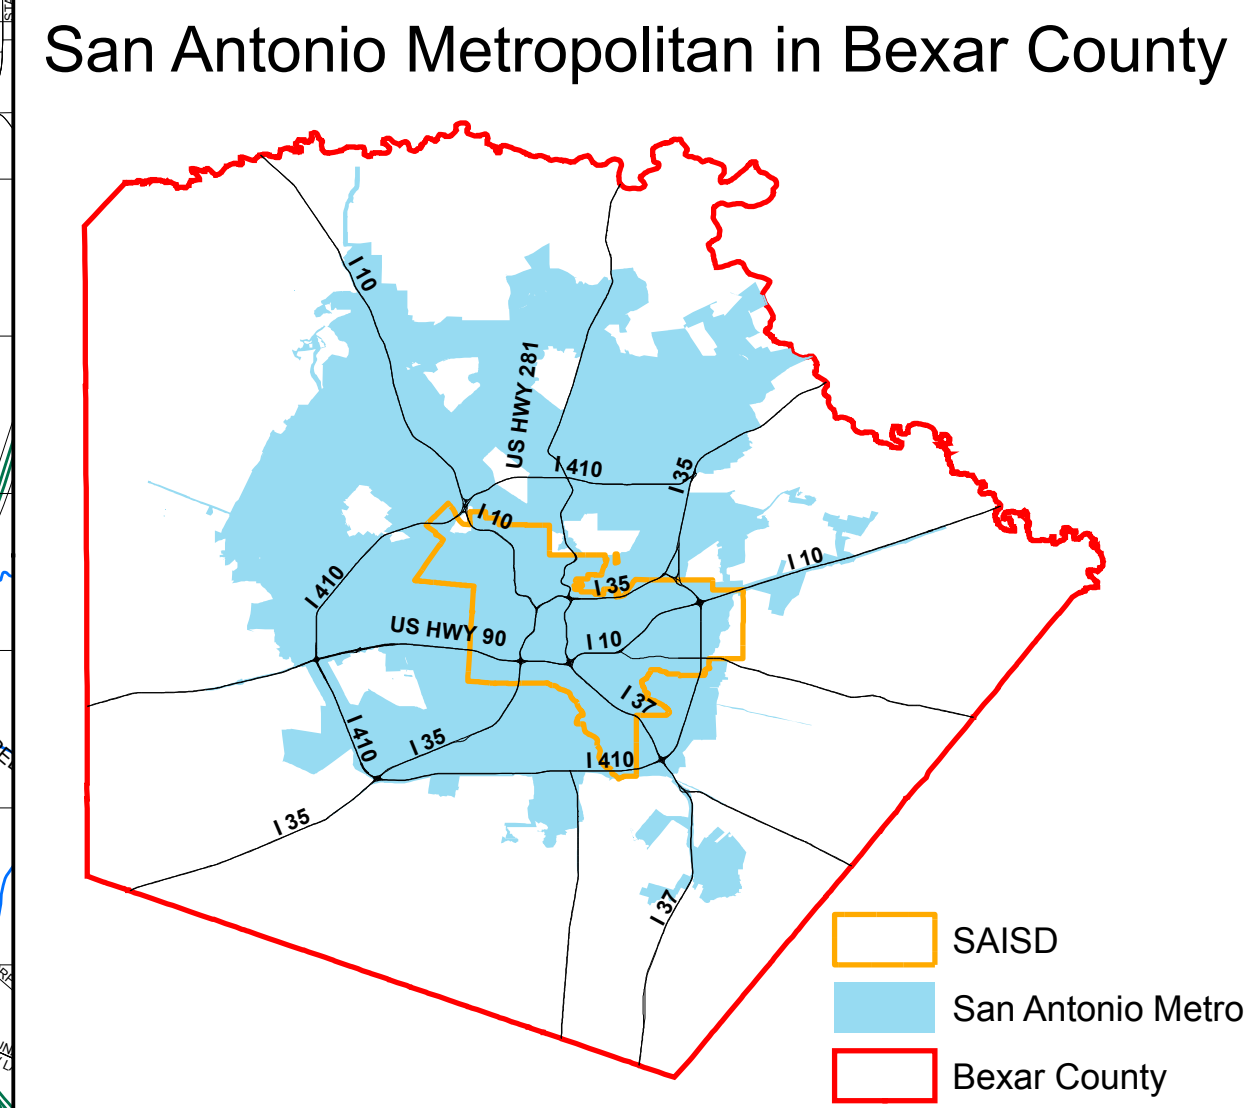 San Antonio Metropolitan in Bexar County
I 10
US HWY 281
I 410
I 35
I 10
I 10
I 410
I 35
US HWY 90
I 10
I 37
I 410
I 35
I 410
I 35
I 37
SAISD
San Antonio Metro
Bexar County